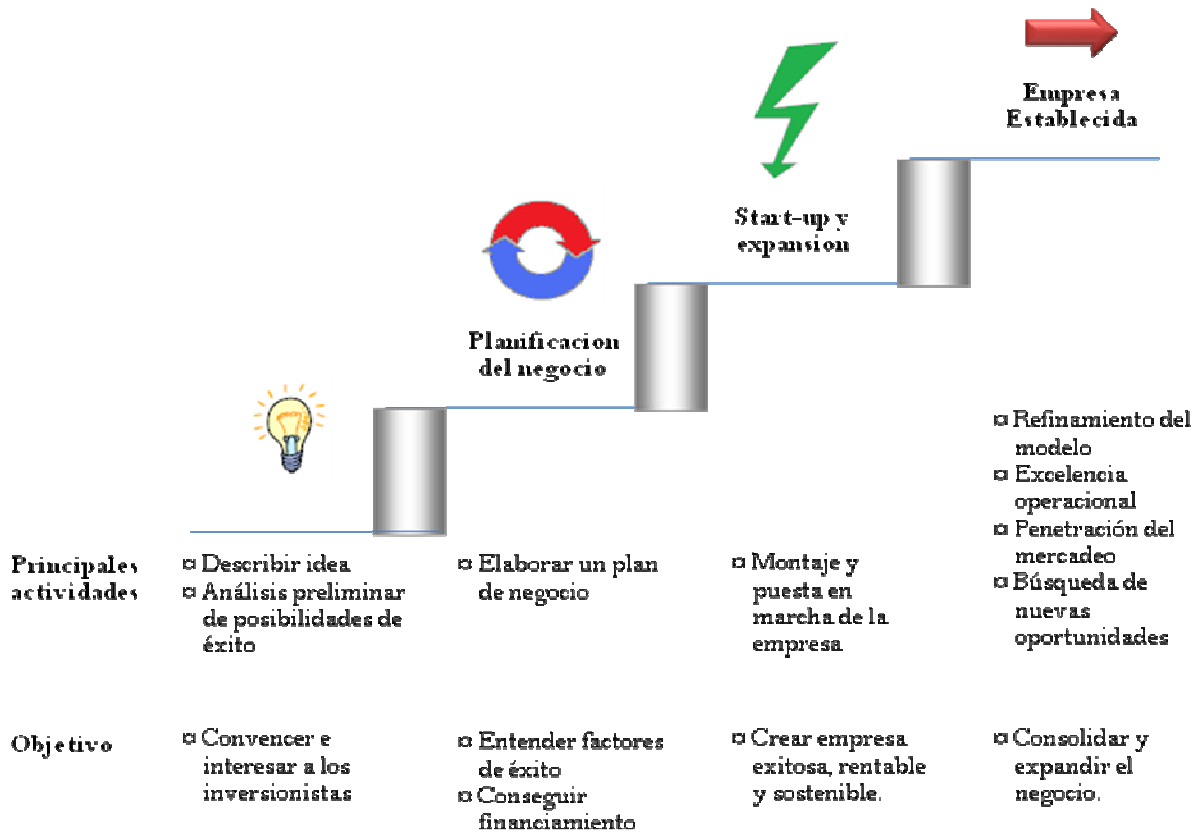 Empresa
Establecida
Start-up y
expansion
Planificacion
del negocio
Principales
actividades
¤ Describir idea
¤ Análisis preliminar
de posibilidades de
éxito
¤ Elaborar un plan
de negocio
¤ Montaje y
puesta en
marcha de la
empresa
¤ Refinamiento del
modelo
¤ Excelencia
operacional
¤ Penetración del
mercadeo
¤ Búsqueda de
nuevas
oportunidades
Objetivo
¤ Convencer e
interesar a los
inversionistas
¤ Entender factores
de éxito
¤ Conseguir
financiamiento
¤ Crear empresa
exitosa, rentable
y sostenible.
¤ Consolidar y
expandir el
negocio.